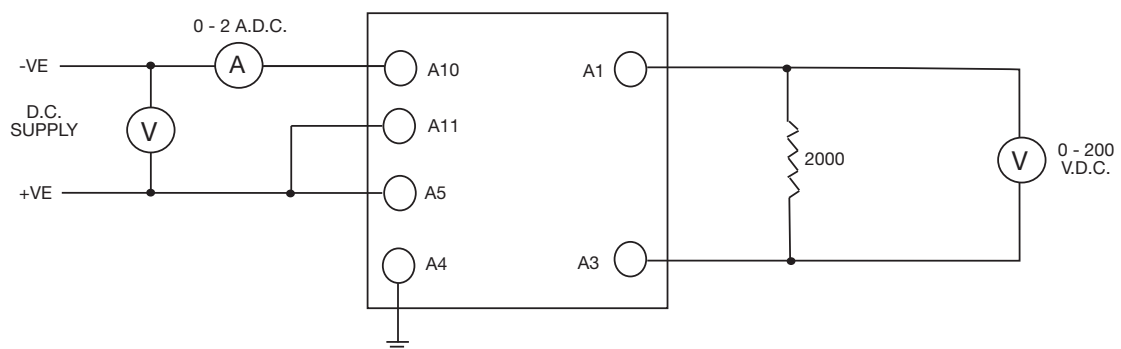 0 - 2 A.D.C.
-VE
A
A10
A1
D.C.
SUPPLY
V
A11
2000
V
0 - 200
V.D.C.
+VE
A5
A4
A3